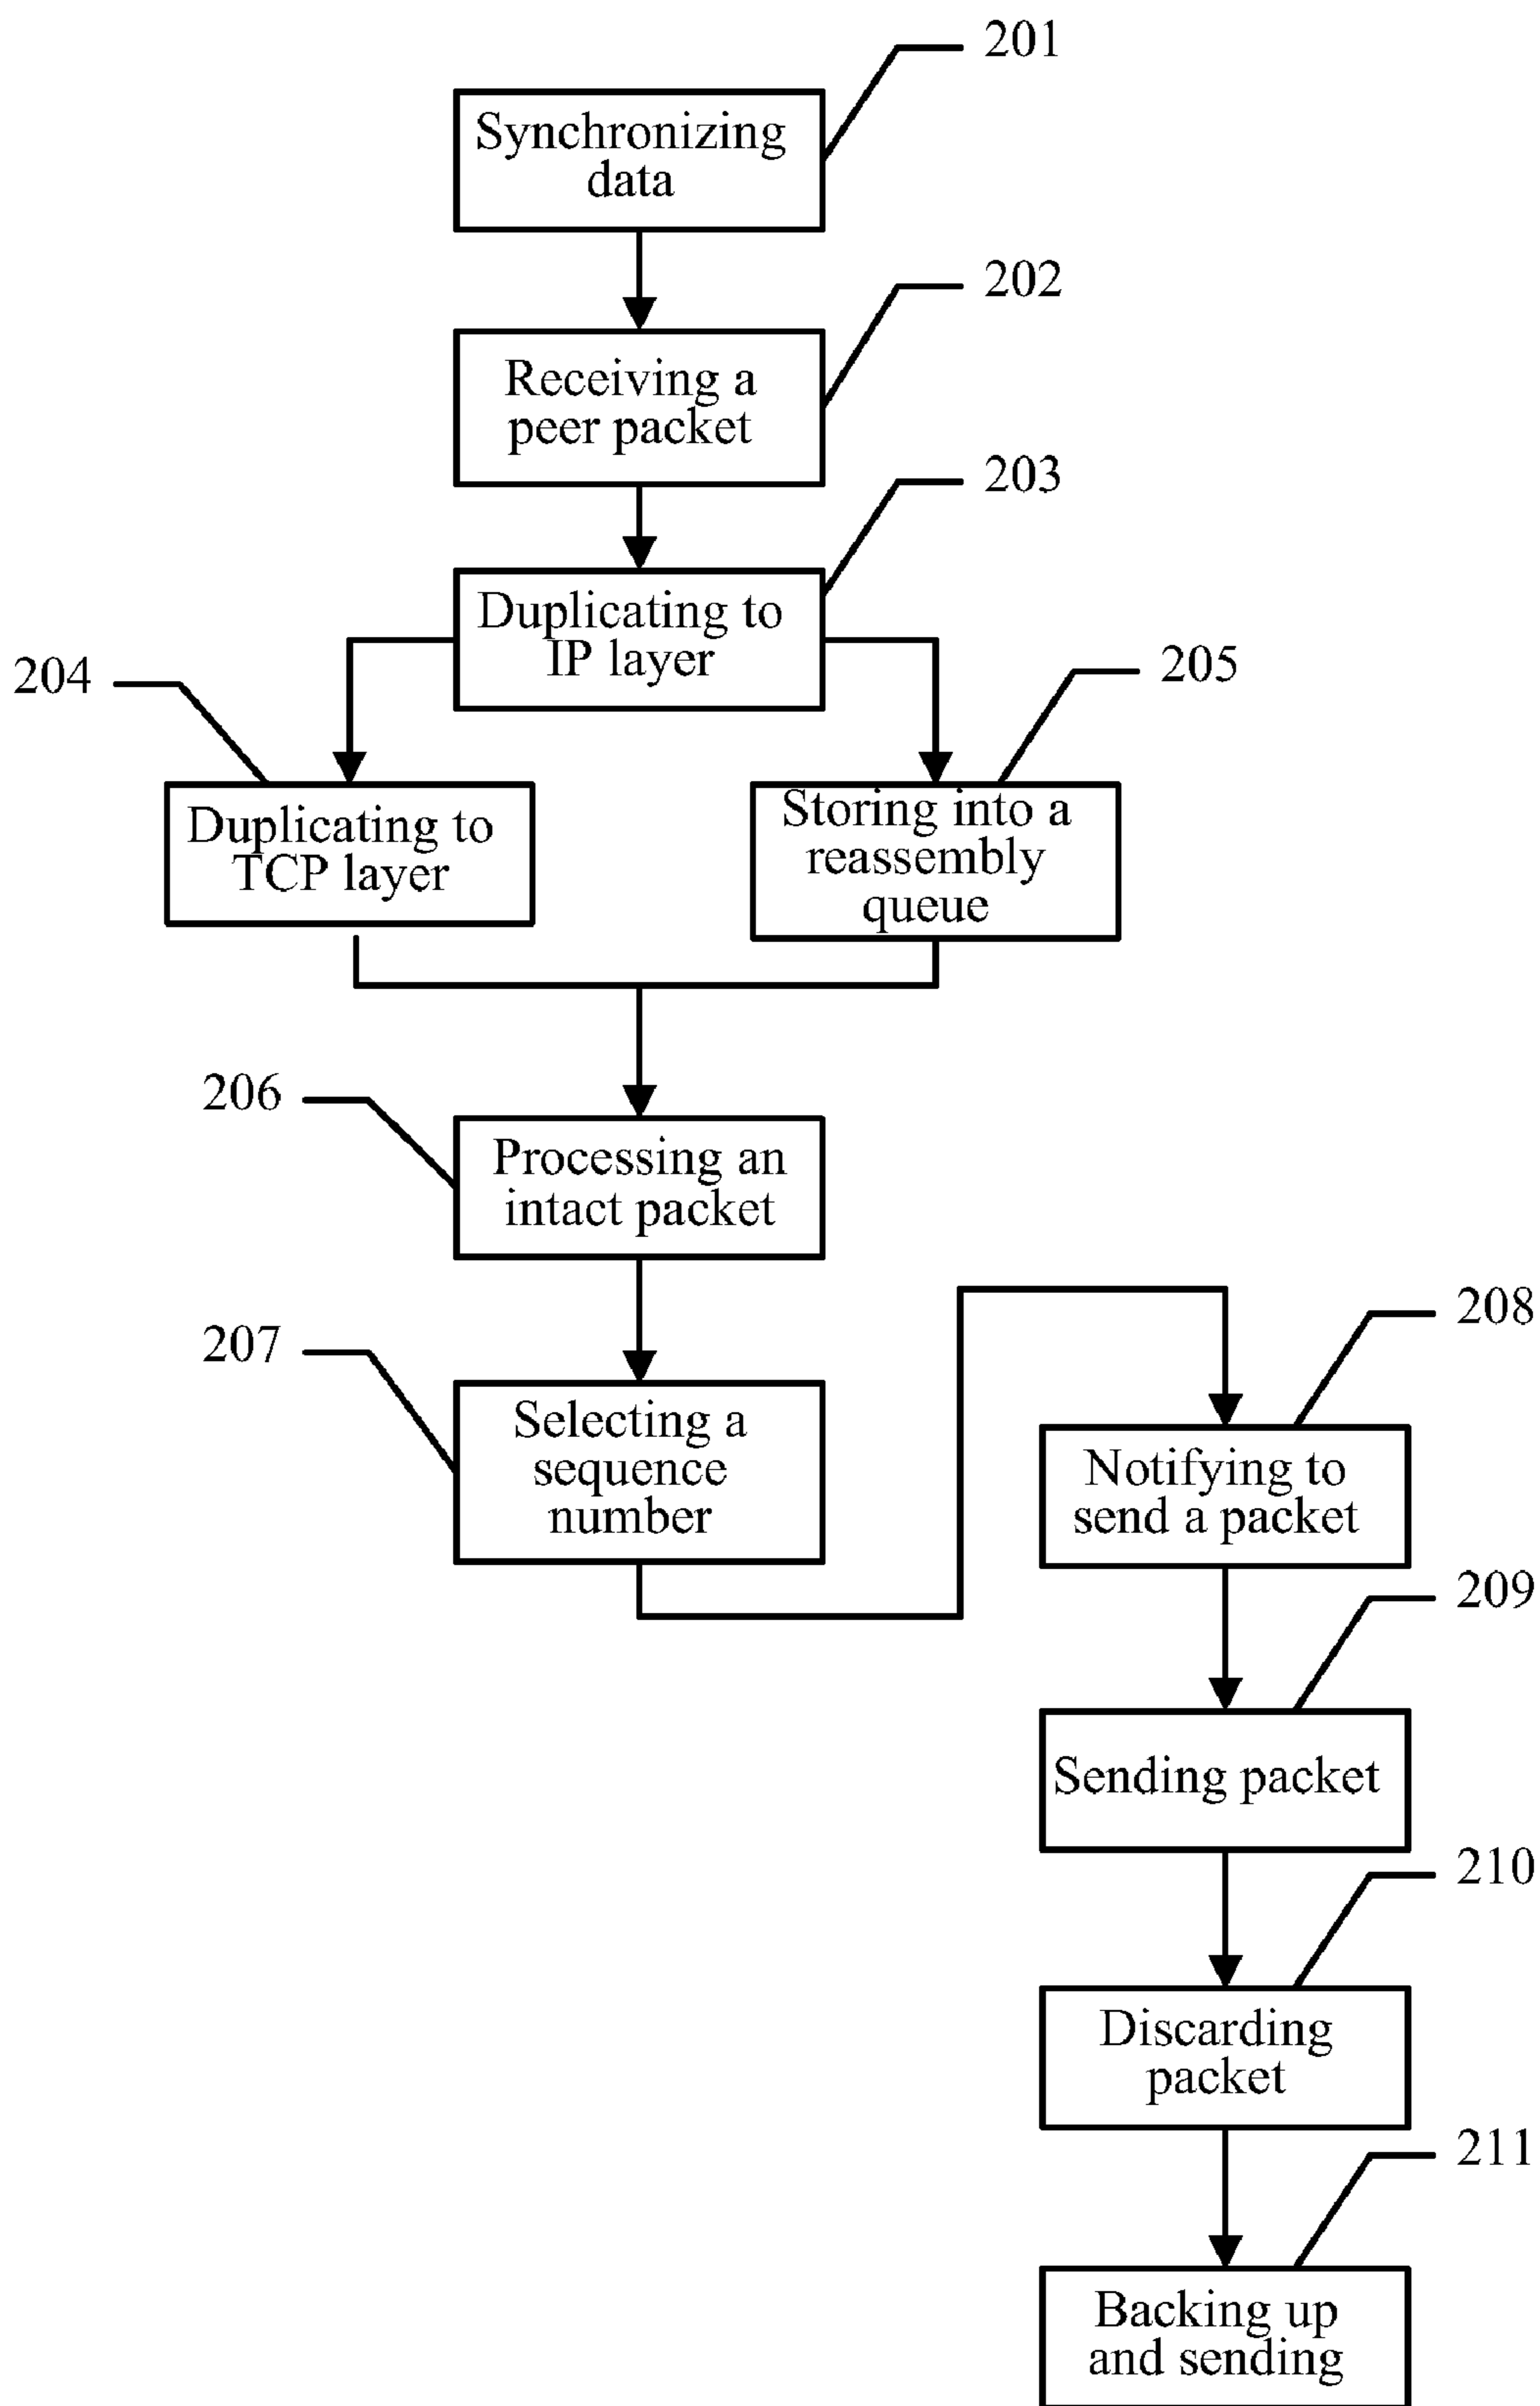 201
Synchronizing
data
202
Receiving a
peer packet
203
Duplicating to
IP layer
204
205
Duplicating to
TCP layer
Storing into a
reassembly
queue
206
Processing an
intact packet
207
Selecting a
sequence
number
208
Notifying to
send a packet
209
Sending packet
210
Discarding
packet
211
Backing up
and sending